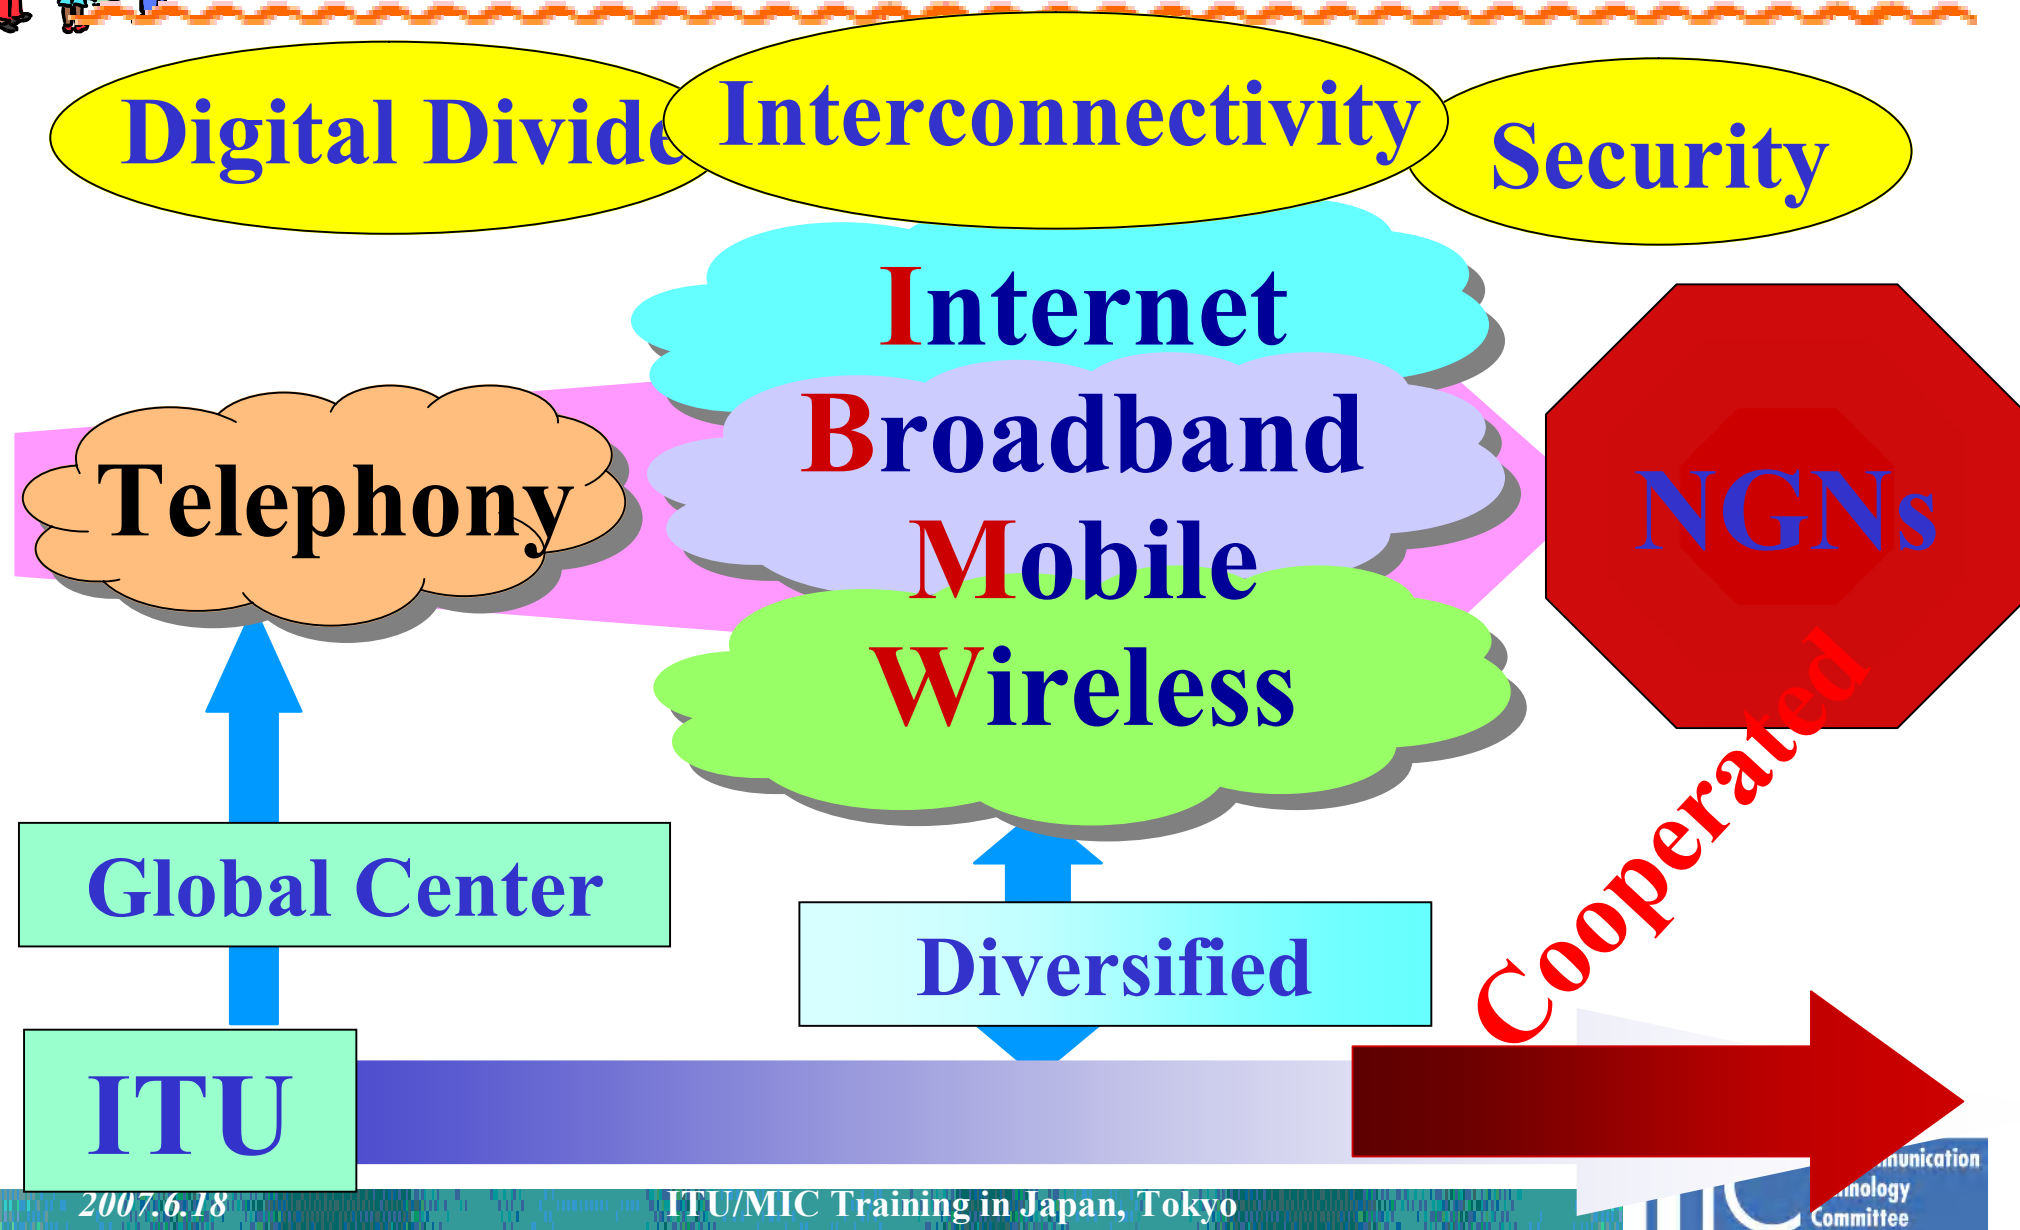 Digital Divide
Interconnectivity
Security
Internet
Broadband
Mobile
Wireless
Telephony
NGNs
Global Center
Diversified
Cooperated
ITU
2007.6.18
ITU/MIC Training in Japan, Tokyo
Committee